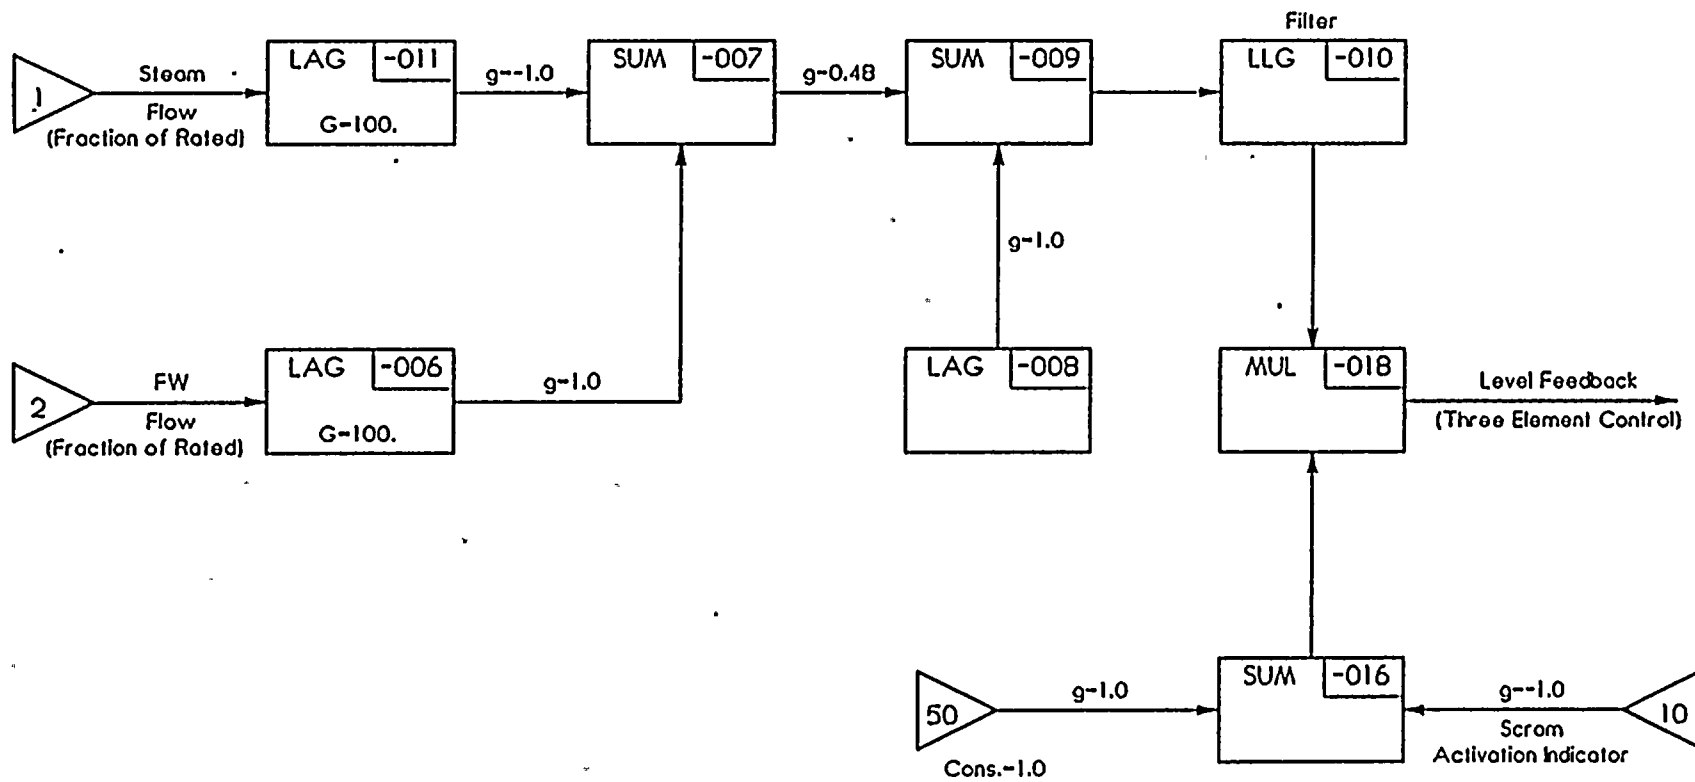 Filter
LAG -011
SUM -007
SUM -009
LLG -010
1
Steam
g--1.0
g-0.48
Flow
(Fraction of Rated)
G-100.
g-1.0
LAG -006
LAG -008
MUL -018
2
FW
g-1.0
Level Feedback
Flow
(Fraction of Rated)
G-100.
(Three Element Control)
SUM -016
50
g-1.0
g--1.0
10
Scram
Activation Indicator
Cons.-1.0